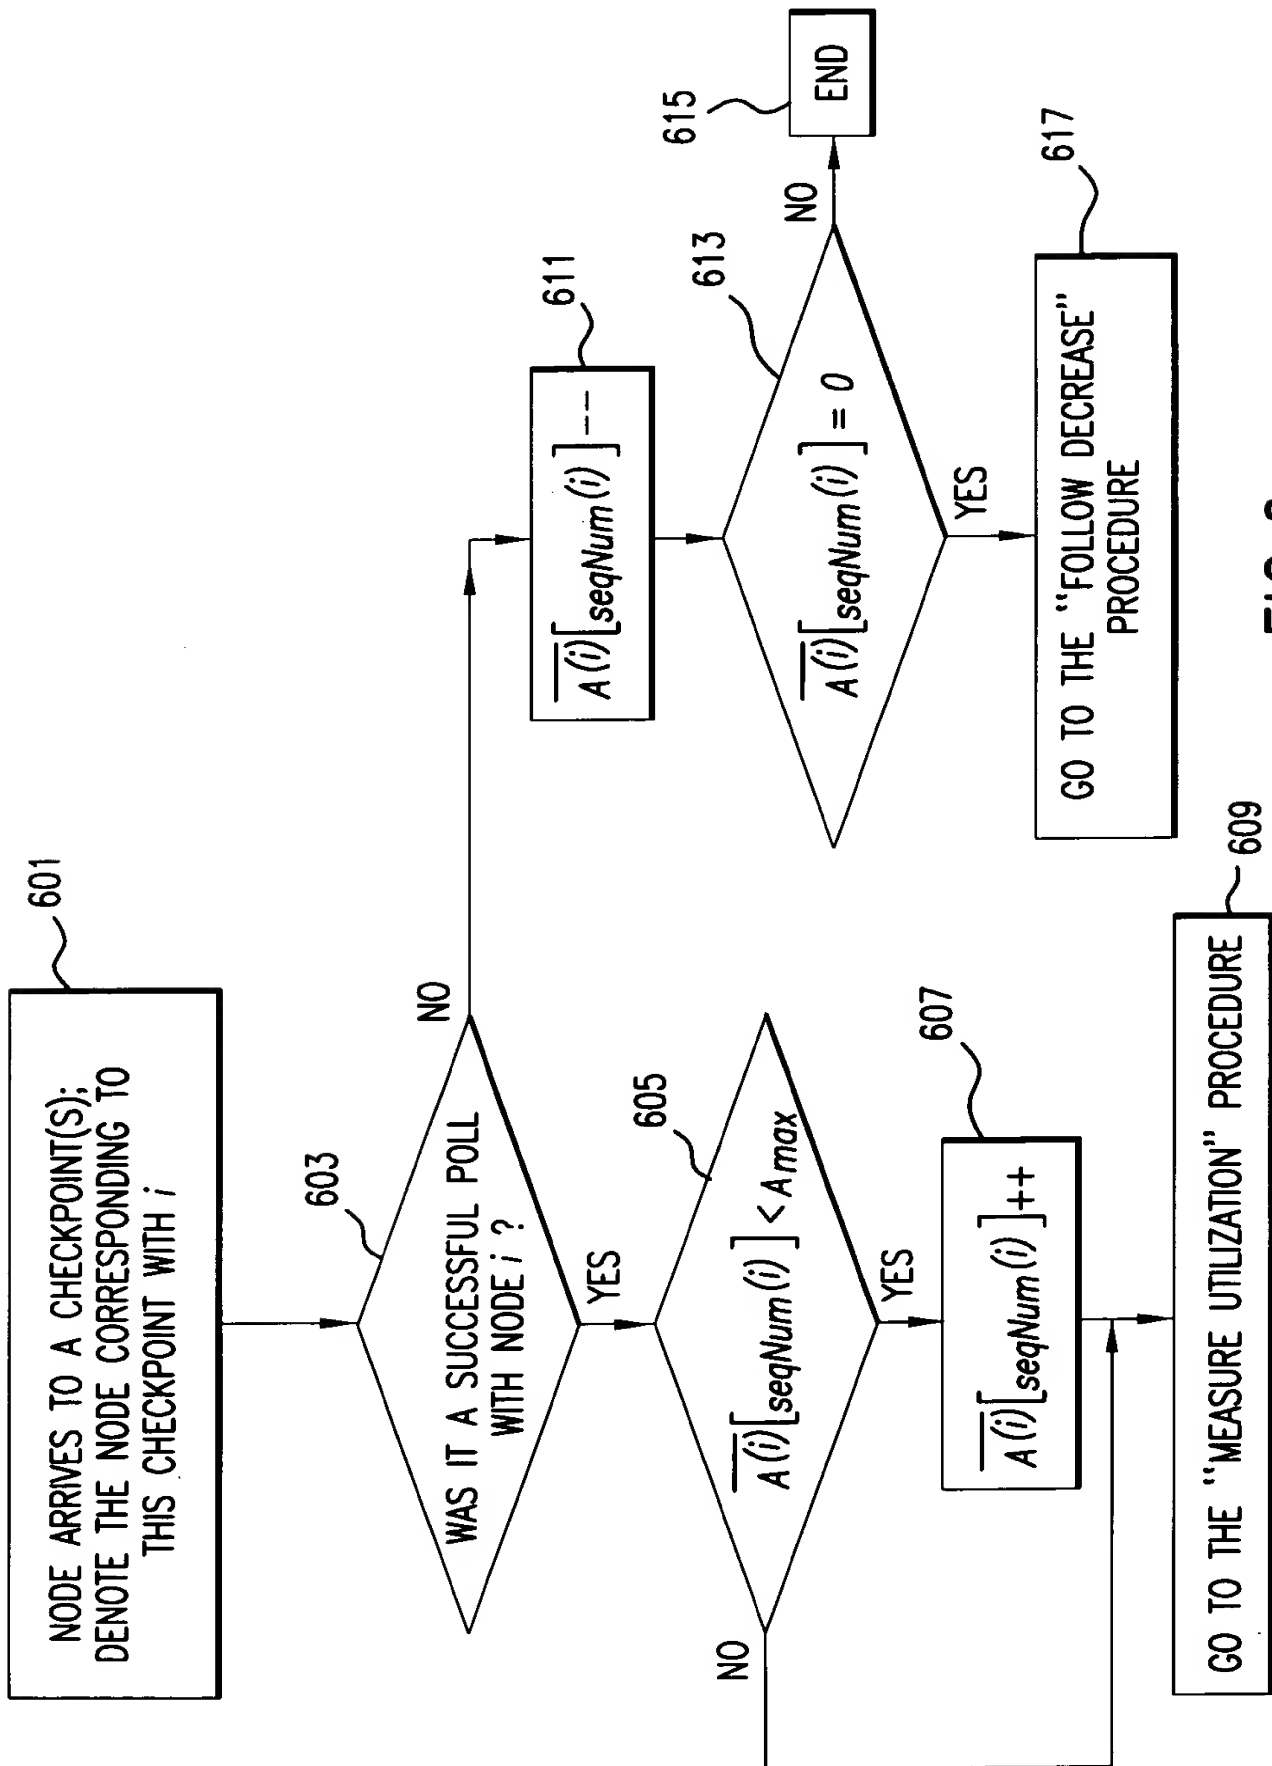 NODE ARRIVES TO A CHECKPOINT(S);
DENOTE THE NODE CORRESPONDING TO
THIS CHECKPOINT WITH i
601
WAS IT A SUCCESSFUL POLL
WITH NODE i ?
603
NO
YES
A(i)[seqNum(i)] < Amax
605
NO
YES
A(i)[seqNum(i)]++
607
GO TO THE "MEASURE UTILIZATION" PROCEDURE
609
A(i)[seqNum(i)]--
611
A(i)[seqNum(i)] = 0
613
NO
END
615
YES
GO TO THE "FOLLOW DECREASE"
PROCEDURE
617